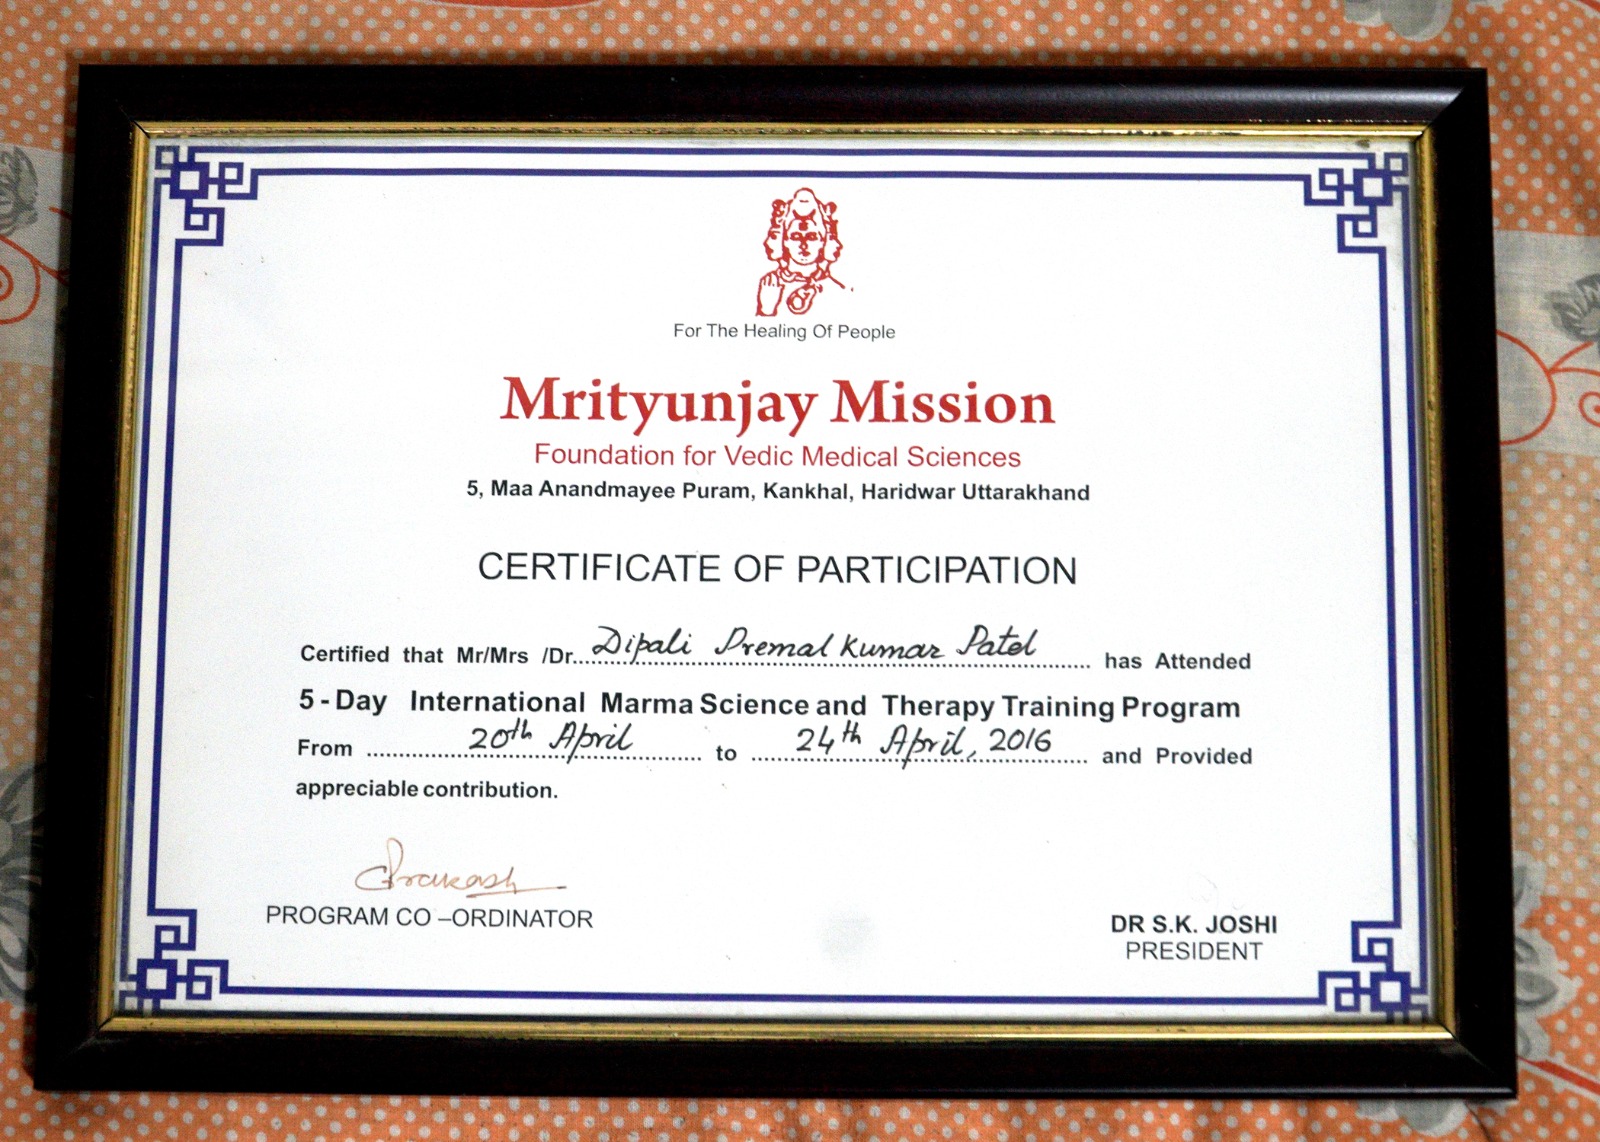 For The Healing Of People
Mrityunjay Mission
Foundation for Vedic Medical Sciences
5, Maa Anandmayee Puram, Kankhal, Haridwar Uttarakhand
CERTIFICATE OF PARTICIPATION
Certified that Mr/Mrs /Dr. Dipali Premal Kumar Patel has Attended
5 - Day International Marma Science and Therapy Training Program
From 20th April to 24th April, 2016 and Provided
appreciable contribution.
Prakash
PROGRAM CO –ORDINATOR
DR S.K. JOSHI
PRESIDENT